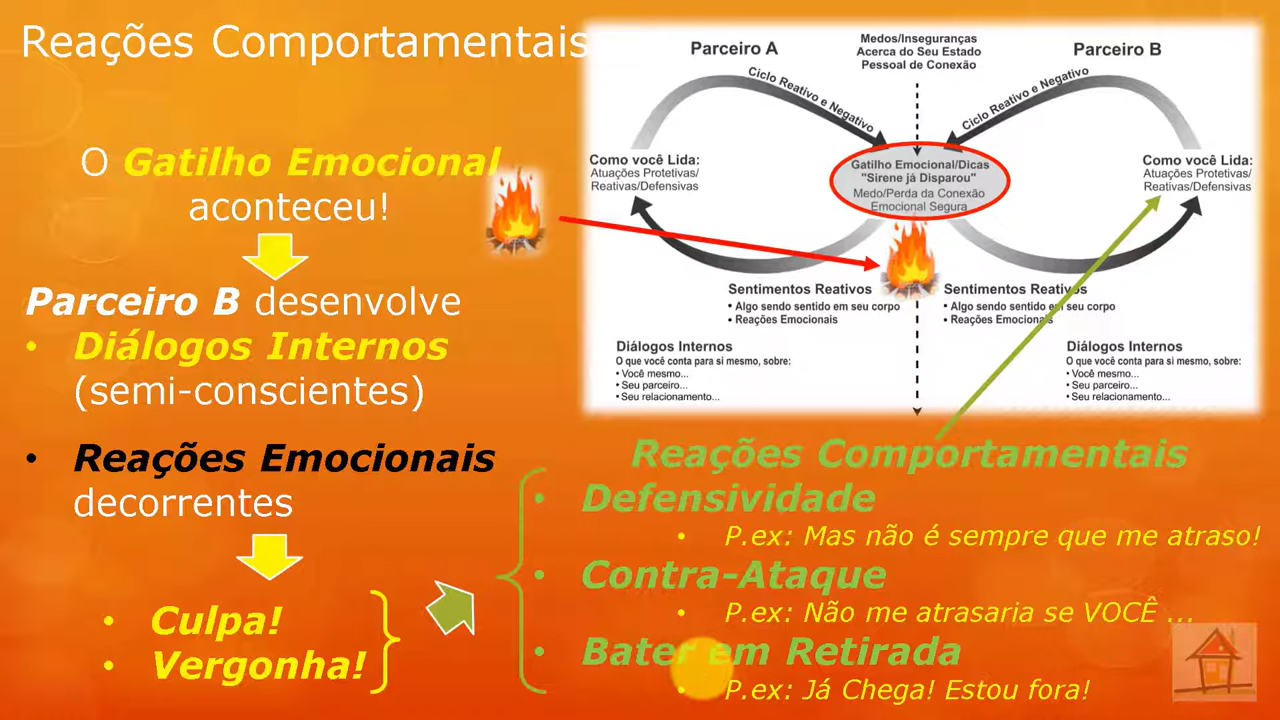 Reações Comportamentais
O Gatilho Emocional
aconteceu!
Parceiro B desenvolve
• Diálogos Internos
(semi-conscientes)
• Reações Emocionais
decorrentes
• Culpa!
• Vergonha!
Parceiro A
Medos/Inseguranças
Acerca do Seu Estado
Pessoal de Conexão
Parceiro B
Ciclo Reativo e Negativo
Ciclo Reativo e Negativo
Como você Lida:
Atuações Protetivas/
Reativas/Defensivas
Gatilho Emocional/Dicas
"Sirene já Disparou"
Medo/Perda da Conexão
Emocional Segura
Como você Lida:
Atuações Protetivas/
Reativas/Defensivas
Sentimentos Reativos
• Algo sendo sentido em seu corpo
• Reações Emocionais
Sentimentos Reativos
• Algo sendo sentido em seu corpo
• Reações Emocionais
Diálogos Internos
O que você conta para si mesmo, sobre:
• Você mesmo...
• Seu parceiro...
• Seu relacionamento...
Diálogos Internos
O que você conta para si mesmo, sobre:
• Você mesmo...
• Seu parceiro...
• Seu relacionamento...
Reações Comportamentais
• Defensividade
• P.ex: Mas não é sempre que me atraso!
• Contra-Ataque
• P.ex: Não me atrasaria se VOCÊ ...
• Bater em Retirada
• P.ex: Já Chega! Estou fora!